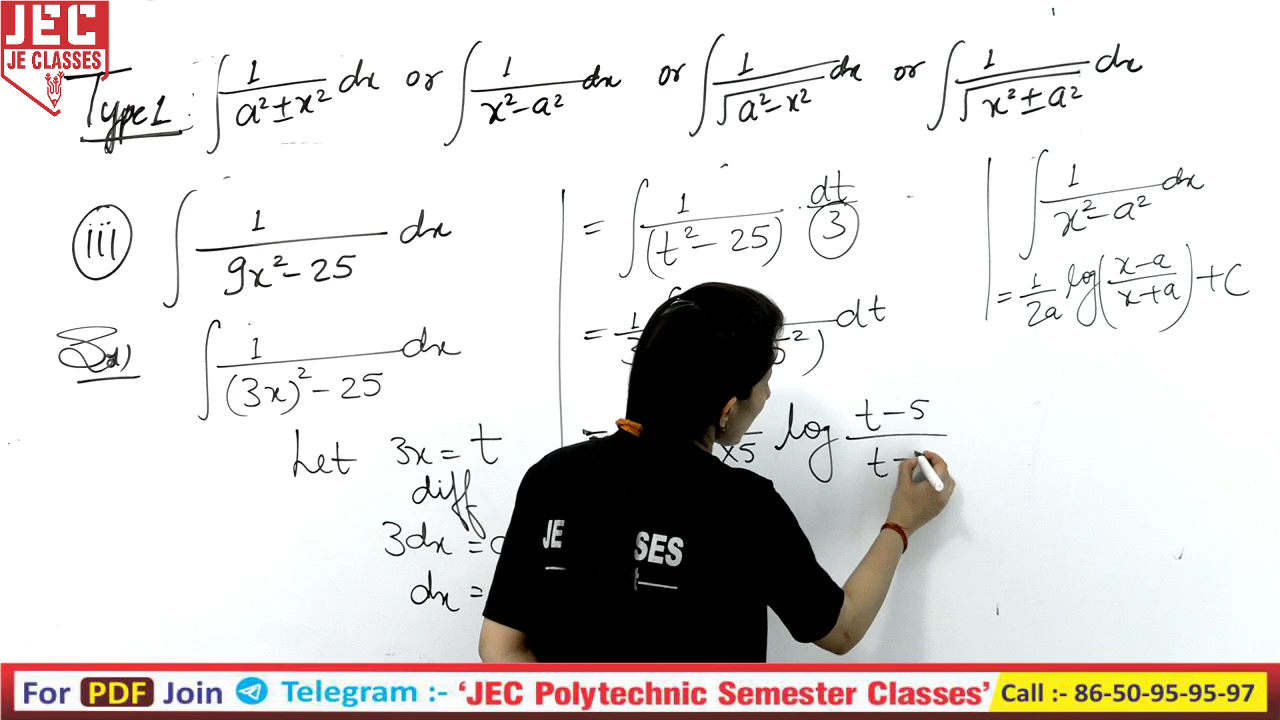 JEC
JE CLASSES
Type 1 : ∫ 1/(a² ± x²) dx or ∫ 1/(x² – a²) dx or ∫ 1/√(a² – x²) dx or ∫ 1/√(x² ± a²) dx
(iii) ∫ 1/(9x² – 25) dx
Sol)
∫ 1/((3x)² – 25) dx
Let 3x = t
diff
3dx =
dx =
= ∫ 1/(t² – 25) · dt/3
= dt
log (t – 5)/(t
∫ 1/(x² – a²) dx
= 1/2a log((x – a)/(x + a)) + C
JE SES
For PDF Join Telegram :- 'JEC Polytechnic Semester Classes' Call :- 86-50-95-95-97